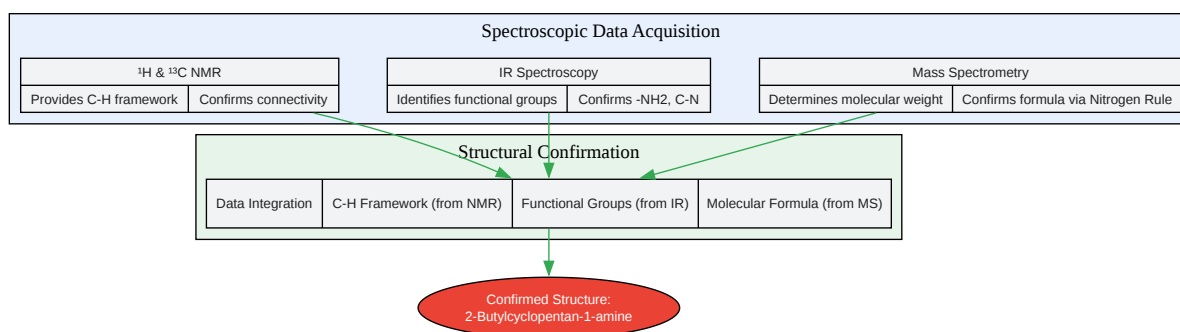 Spectroscopic Data Acquisition
¹H & ¹³C NMR
Provides C-H framework
Confirms connectivity
IR Spectroscopy
Identifies functional groups
Confirms -NH2, C-N
Mass Spectrometry
Determines molecular weight
Confirms formula via Nitrogen Rule
Structural Confirmation
Data Integration
C-H Framework (from NMR)
Functional Groups (from IR)
Molecular Formula (from MS)
Confirmed Structure:
2-Butylcyclopentan-1-amine